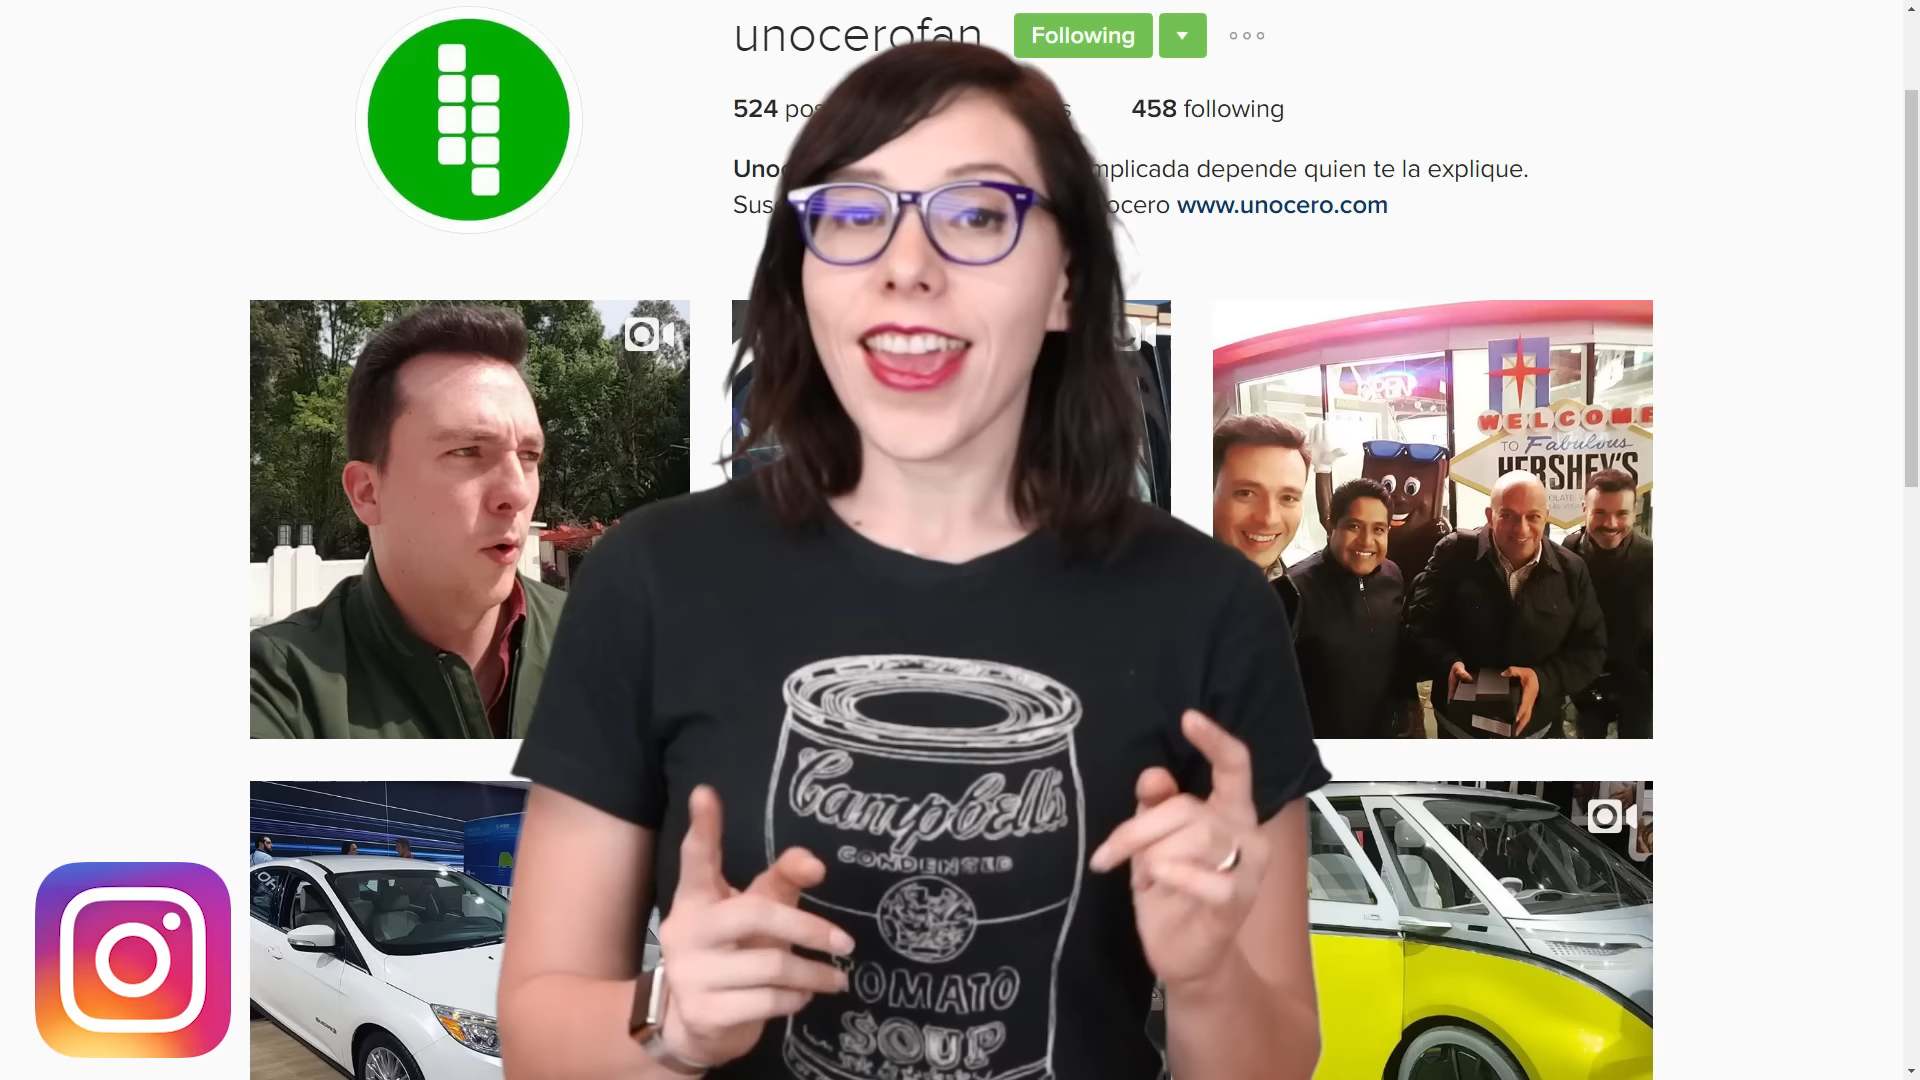 unocerofan Following
524 pos s 458 following
Uno mplicada depende quien te la explique.
Sus ocero www.unocero.com
OPEN
WELCOME
TO Fabulous
HERSHEY'S
Campbell's
CONDENSED
TOMATO
SOUP